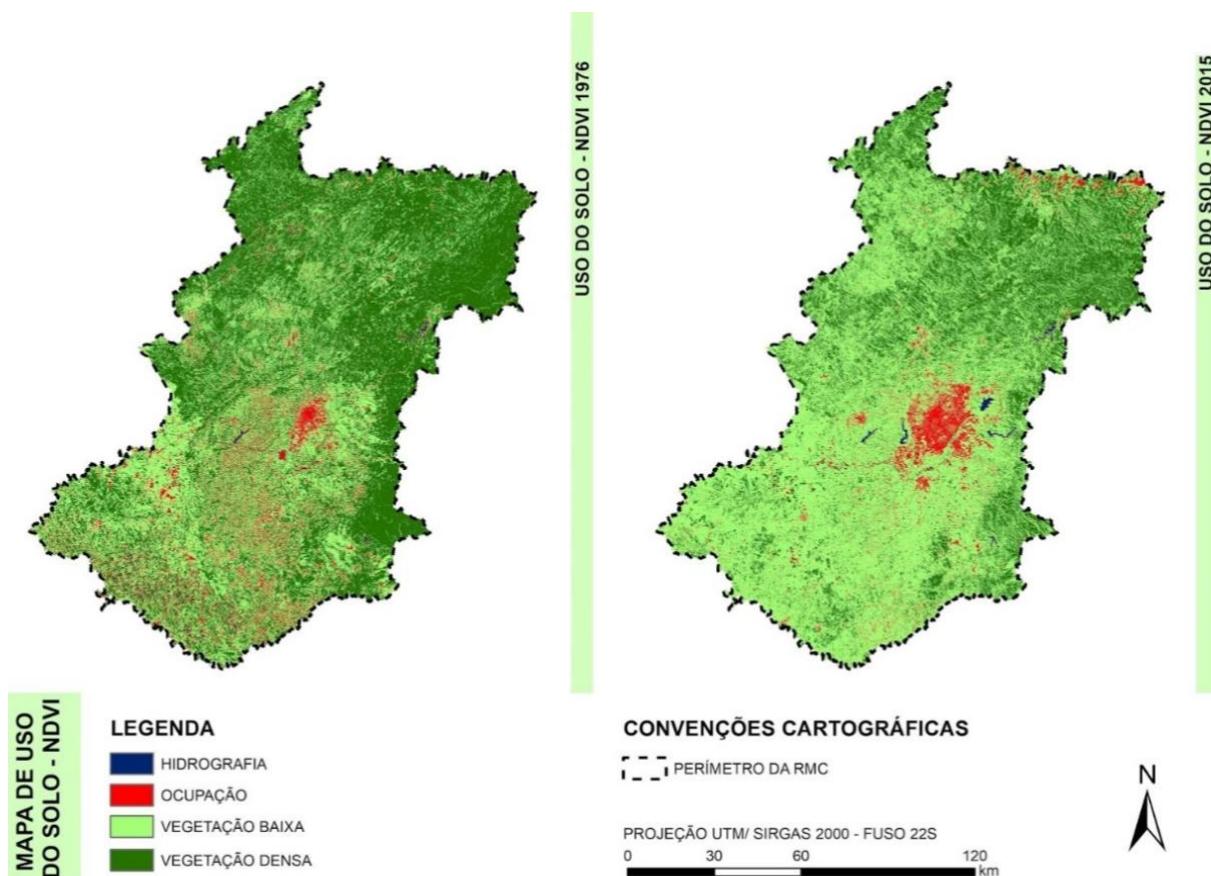 USO DO SOLO - NDVI 1976
USO DO SOLO - NDVI 2015
MAPA DE USO
DO SOLO - NDVI
LEGENDA
HIDROGRAFIA
OCUPAÇÃO
VEGETAÇÃO BAIXA
VEGETAÇÃO DENSA
CONVENÇÕES CARTOGRÁFICAS
PERÍMETRO DA RMC
PROJEÇÃO UTM/ SIRGAS 2000 - FUSO 22S
0 30 60 120
km
N